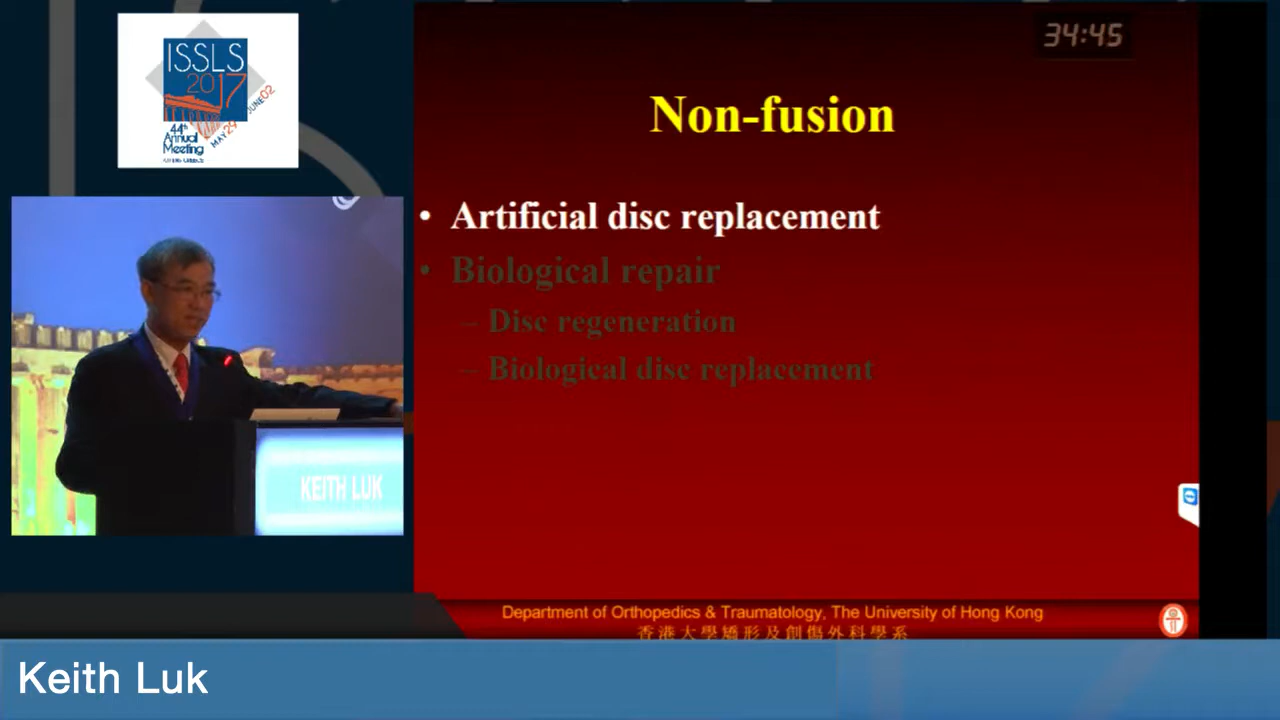 ISSLS
2017
44th
Annual
Meeting
MAY 29 JUNE 02
KEITH LUK
34:45
Non-fusion
• Artificial disc replacement
• Biological repair
– Disc regeneration
– Biological disc replacement
Department of Orthopedics & Traumatology, The University of Hong Kong
香港大學矯形及創傷外科學系
Keith Luk